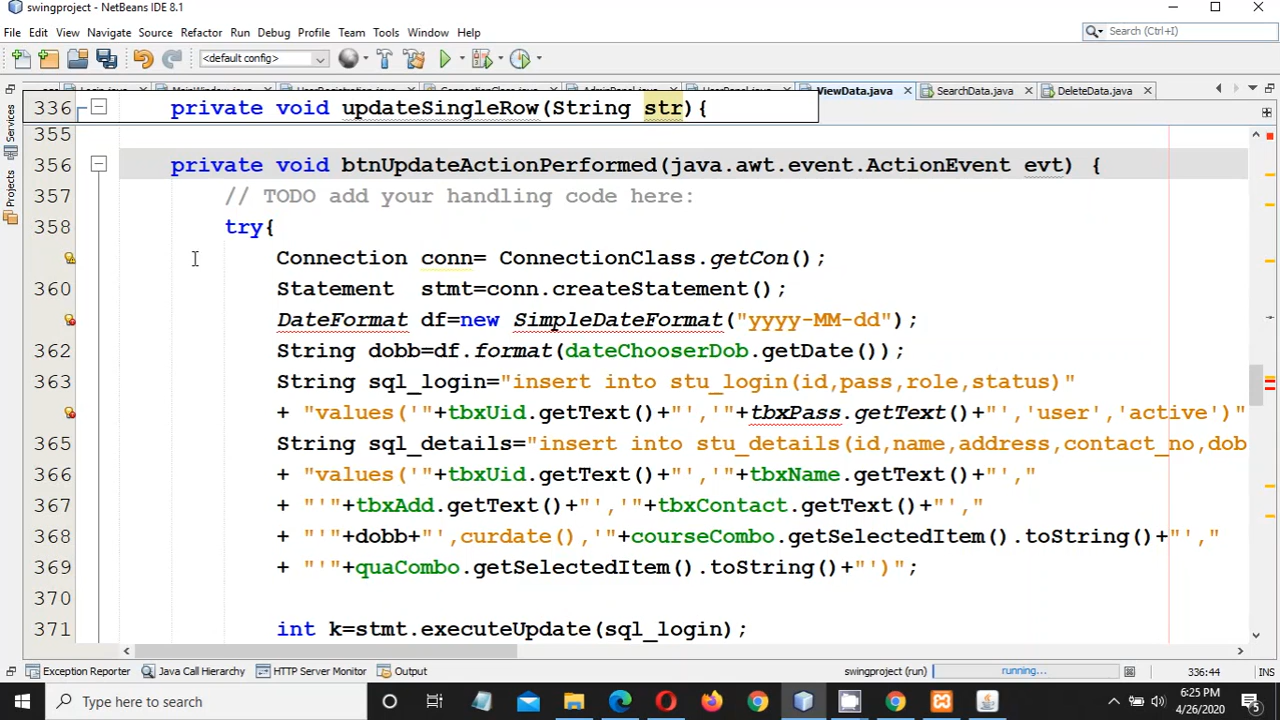 swingproject - NetBeans IDE 8.1
File Edit View Navigate Source Refactor Run Debug Profile Team Tools Window Help
Search (Ctrl+I)
<default config>
ViewData.java SearchData.java DeleteData.java
336 private void updateSingleRow(String str){
355
356 private void btnUpdateActionPerformed(java.awt.event.ActionEvent evt) {
357 // TODO add your handling code here:
358 try{
Connection conn= ConnectionClass.getCon();
360 Statement stmt=conn.createStatement();
DateFormat df=new SimpleDateFormat("yyyy-MM-dd");
362 String dobb=df.format(dateChooserDob.getDate());
363 String sql_login="insert into stu_login(id,pass,role,status)"
+ "values('"+tbxUid.getText()+"','"+tbxPass.getText()+"','user','active')"
365 String sql_details="insert into stu_details(id,name,address,contact_no,dob
366 + "values('"+tbxUid.getText()+"','"+tbxName.getText()+"',"
367 + "'"+tbxAdd.getText()+"','"+tbxContact.getText()+"',"
368 + "'"+dobb+"',curdate(),'"+courseCombo.getSelectedItem().toString()+"',"
369 + "'"+quaCombo.getSelectedItem().toString()+"')";
370
371 int k=stmt.executeUpdate(sql_login);
Services
Projects
Exception Reporter Java Call Hierarchy HTTP Server Monitor Output swingproject (run) running... 336:44 INS
Type here to search
6:25 PM
4/26/2020
5